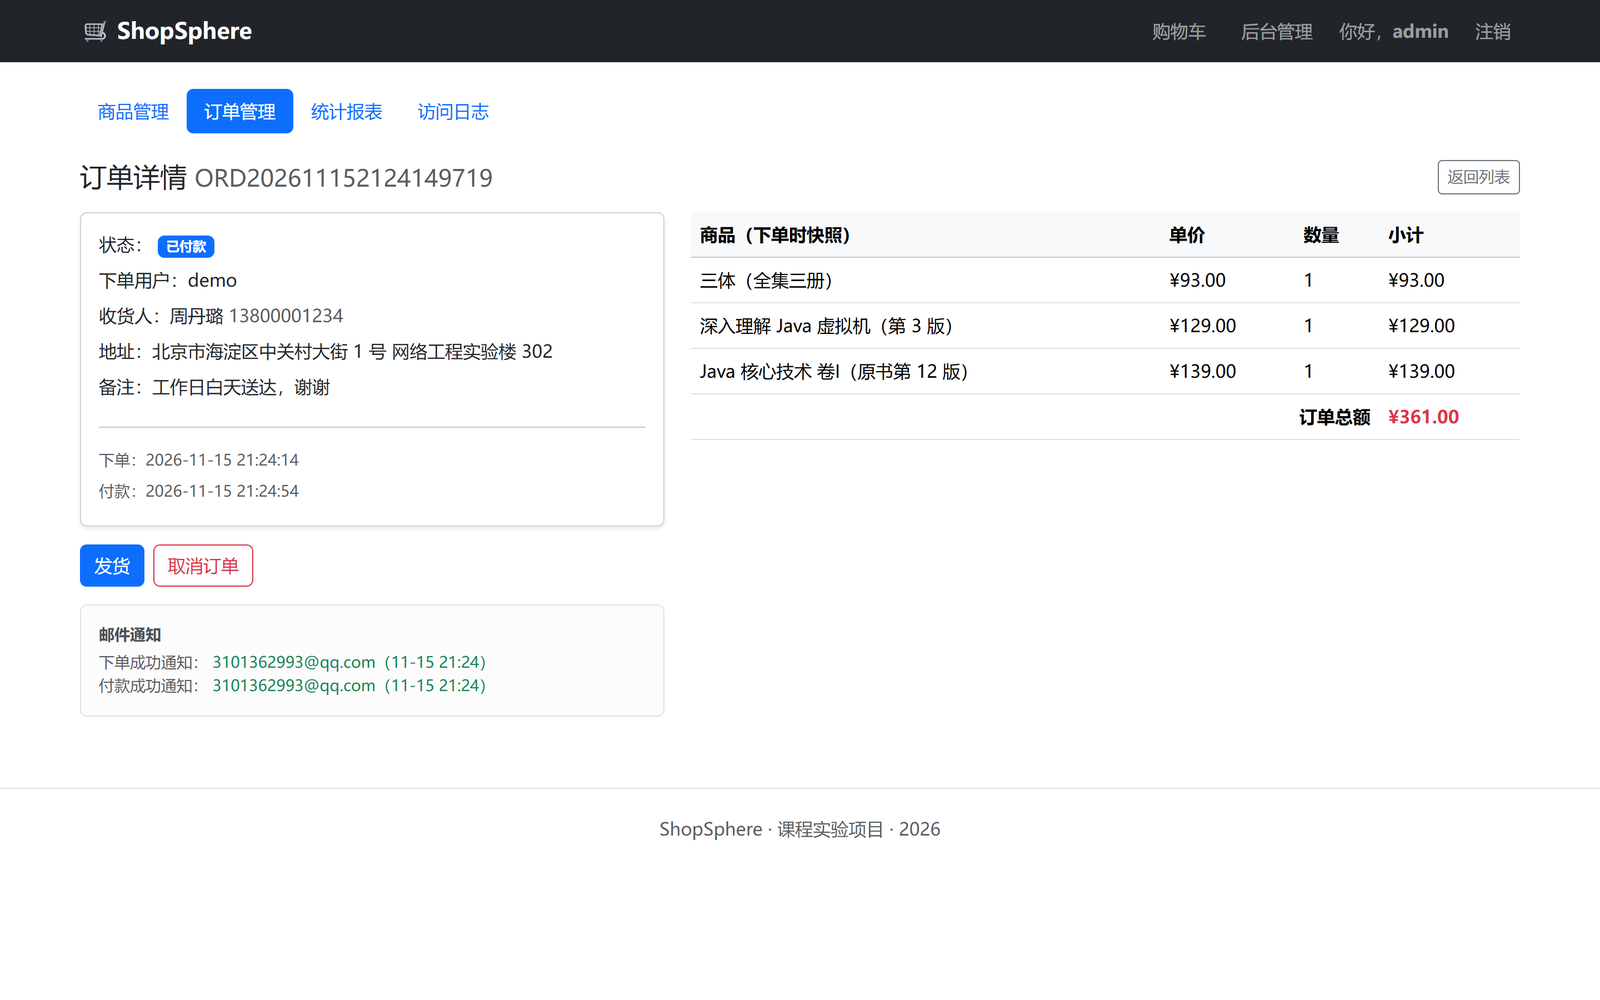 ShopSphere 购物车 后台管理 你好，admin 注销
商品管理 订单管理 统计报表 访问日志
订单详情 ORD202611152124149719 返回列表
状态： 已付款
下单用户：demo
收货人：周丹璐 13800001234
地址：北京市海淀区中关村大街 1 号 网络工程实验楼 302
备注：工作日白天送达，谢谢
下单：2026-11-15 21:24:14
付款：2026-11-15 21:24:54
发货 取消订单
邮件通知
下单成功通知： 3101362993@qq.com（11-15 21:24）
付款成功通知： 3101362993@qq.com（11-15 21:24）
商品（下单时快照） 单价 数量 小计
三体（全集三册） ¥93.00 1 ¥93.00
深入理解 Java 虚拟机（第 3 版） ¥129.00 1 ¥129.00
Java 核心技术 卷I（原书第 12 版） ¥139.00 1 ¥139.00
订单总额 ¥361.00
ShopSphere · 课程实验项目 · 2026